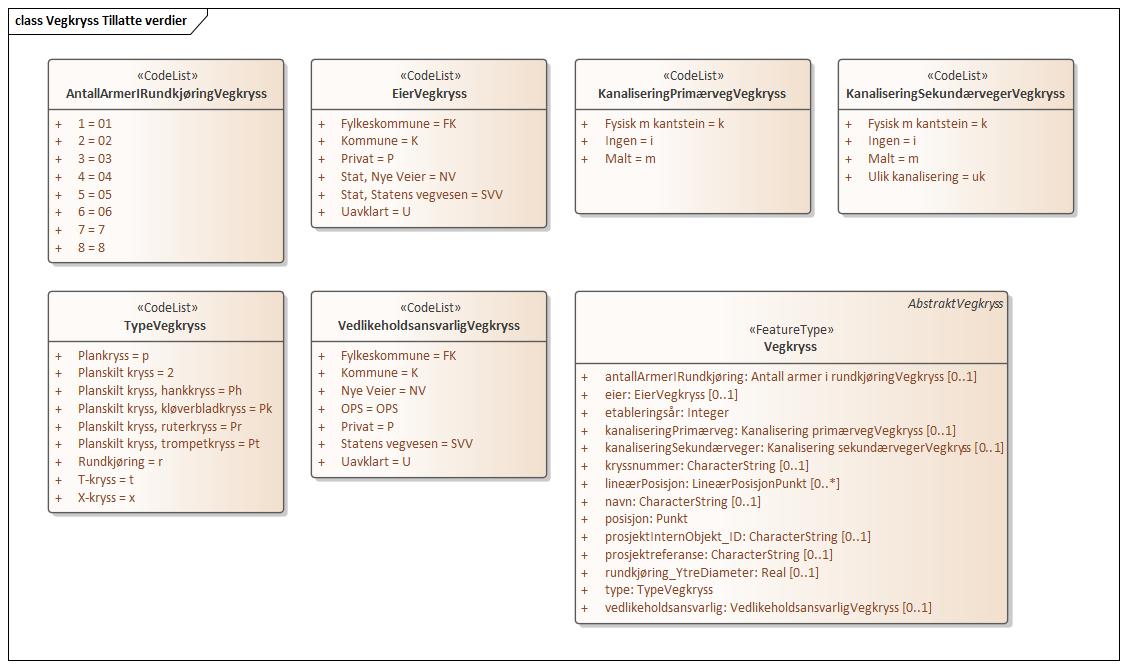 class Vegkryss Tillatte verdier
«CodeList»
AntallArmerIRundkjøringVegkryss
+ 1 = 01
+ 2 = 02
+ 3 = 03
+ 4 = 04
+ 5 = 05
+ 6 = 06
+ 7 = 7
+ 8 = 8
«CodeList»
EierVegkryss
+ Fylkeskommune = FK
+ Kommune = K
+ Privat = P
+ Stat, Nye Veier = NV
+ Stat, Statens vegvesen = SVV
+ Uavklart = U
«CodeList»
KanaliseringPrimærvegVegkryss
+ Fysisk m kantstein = k
+ Ingen = i
+ Malt = m
«CodeList»
KanaliseringSekundærvegerVegkryss
+ Fysisk m kantstein = k
+ Ingen = i
+ Malt = m
+ Ulik kanalisering = uk
«CodeList»
TypeVegkryss
+ Plankryss = p
+ Planskilt kryss = 2
+ Planskilt kryss, hankkryss = Ph
+ Planskilt kryss, kløverbladkryss = Pk
+ Planskilt kryss, ruterkryss = Pr
+ Planskilt kryss, trompetkryss = Pt
+ Rundkjøring = r
+ T-kryss = t
+ X-kryss = x
«CodeList»
VedlikeholdsansvarligVegkryss
+ Fylkeskommune = FK
+ Kommune = K
+ Nye Veier = NV
+ OPS = OPS
+ Privat = P
+ Statens vegvesen = SVV
+ Uavklart = U
AbstraktVegkryss
«FeatureType»
Vegkryss
+ antallArmerIRundkjøring: Antall armer i rundkjøringVegkryss [0..1]
+ eier: EierVegkryss [0..1]
+ etableringsår: Integer
+ kanaliseringPrimærveg: Kanalisering primærvegVegkryss [0..1]
+ kanaliseringSekundærveger: Kanalisering sekundærvegerVegkryss [0..1]
+ kryssnummer: CharacterString [0..1]
+ lineærPosisjon: LineærPosisjonPunkt [0..*]
+ navn: CharacterString [0..1]
+ posisjon: Punkt
+ prosjektInternObjekt_ID: CharacterString [0..1]
+ prosjektreferanse: CharacterString [0..1]
+ rundkjøring_YtreDiameter: Real [0..1]
+ type: TypeVegkryss
+ vedlikeholdsansvarlig: VedlikeholdsansvarligVegkryss [0..1]